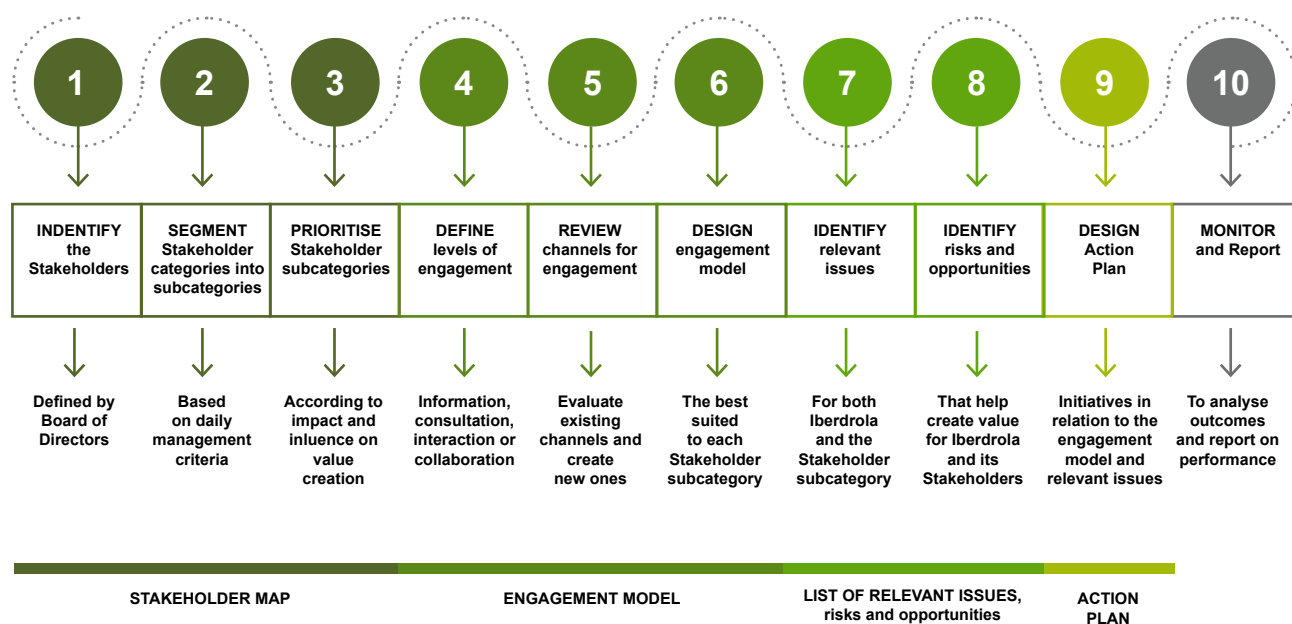 1
2
3
4
5
6
7
8
9
10
INDENTIFY
the
Stakeholders
SEGMENT
Stakeholder
categories into
subcategories
PRIORITISE
Stakeholder
subcategories
DEFINE
levels of
engagement
REVIEW
channels for
engagement
DESIGN
engagement
model
IDENTIFY
relevant
issues
IDENTIFY
risks and
opportunities
DESIGN
Action
Plan
MONITOR
and Report
Defined by
Board of
Directors
Based
on daily
management
criteria
According to
impact and
inluence on
value
creation
Information,
consultation,
interaction or
collaboration
Evaluate
existing
channels and
create
new ones
The best
suited
to each
Stakeholder
subcategory
For both
Iberdrola
and the
Stakeholder
subcategory
That help
create value
for Iberdrola
and its
Stakeholders
Initiatives in
relation to the
engagement
model and
relevant issues
To analyse
outcomes
and report on
performance
STAKEHOLDER MAP
ENGAGEMENT MODEL
LIST OF RELEVANT ISSUES,
risks and opportunities
ACTION
PLAN